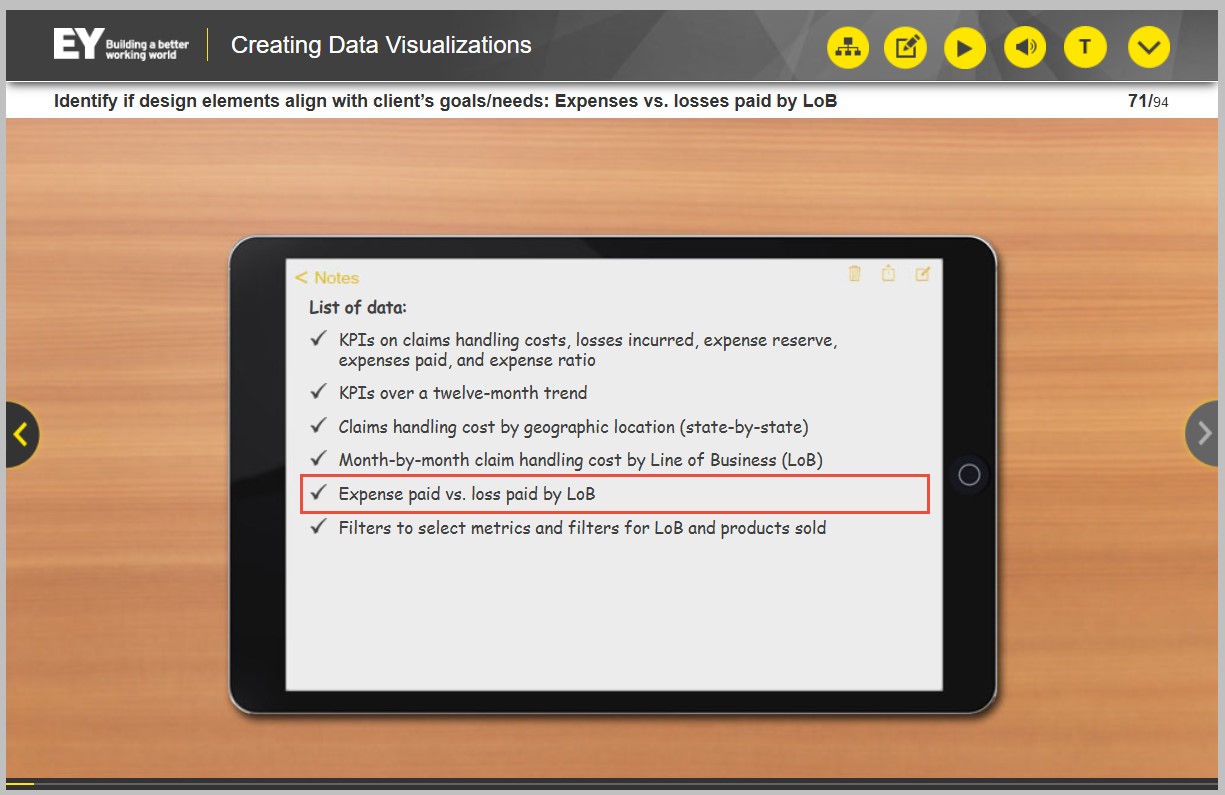 EY Building a better
working world
Creating Data Visualizations
T
Identify if design elements align with client's goals/needs: Expenses vs. losses paid by LoB
71/94
< Notes
List of data:
✓ KPIs on claims handling costs, losses incurred, expense reserve,
expenses paid, and expense ratio
✓ KPIs over a twelve-month trend
✓ Claims handling cost by geographic location (state-by-state)
✓ Month-by-month claim handling cost by Line of Business (LoB)
✓ Expense paid vs. loss paid by LoB
✓ Filters to select metrics and filters for LoB and products sold